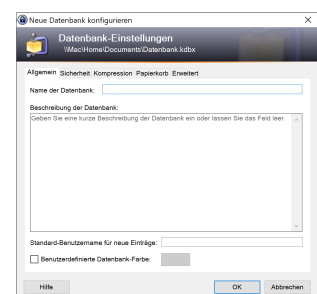 Neue Datenbank konfigurieren
Datenbank-Einstellungen
\\Mac\Home\Documents\Datenbank.kdbx
Allgemein Sicherheit Kompression Papierkorb Erweitert
Name der Datenbank:
Beschreibung der Datenbank:
Geben Sie eine kurze Beschreibung der Datenbank ein oder lassen Sie das Feld leer.
Standard-Benutzername für neue Einträge:
Benutzerdefinierte Datenbank-Farbe:
Hilfe OK Abbrechen